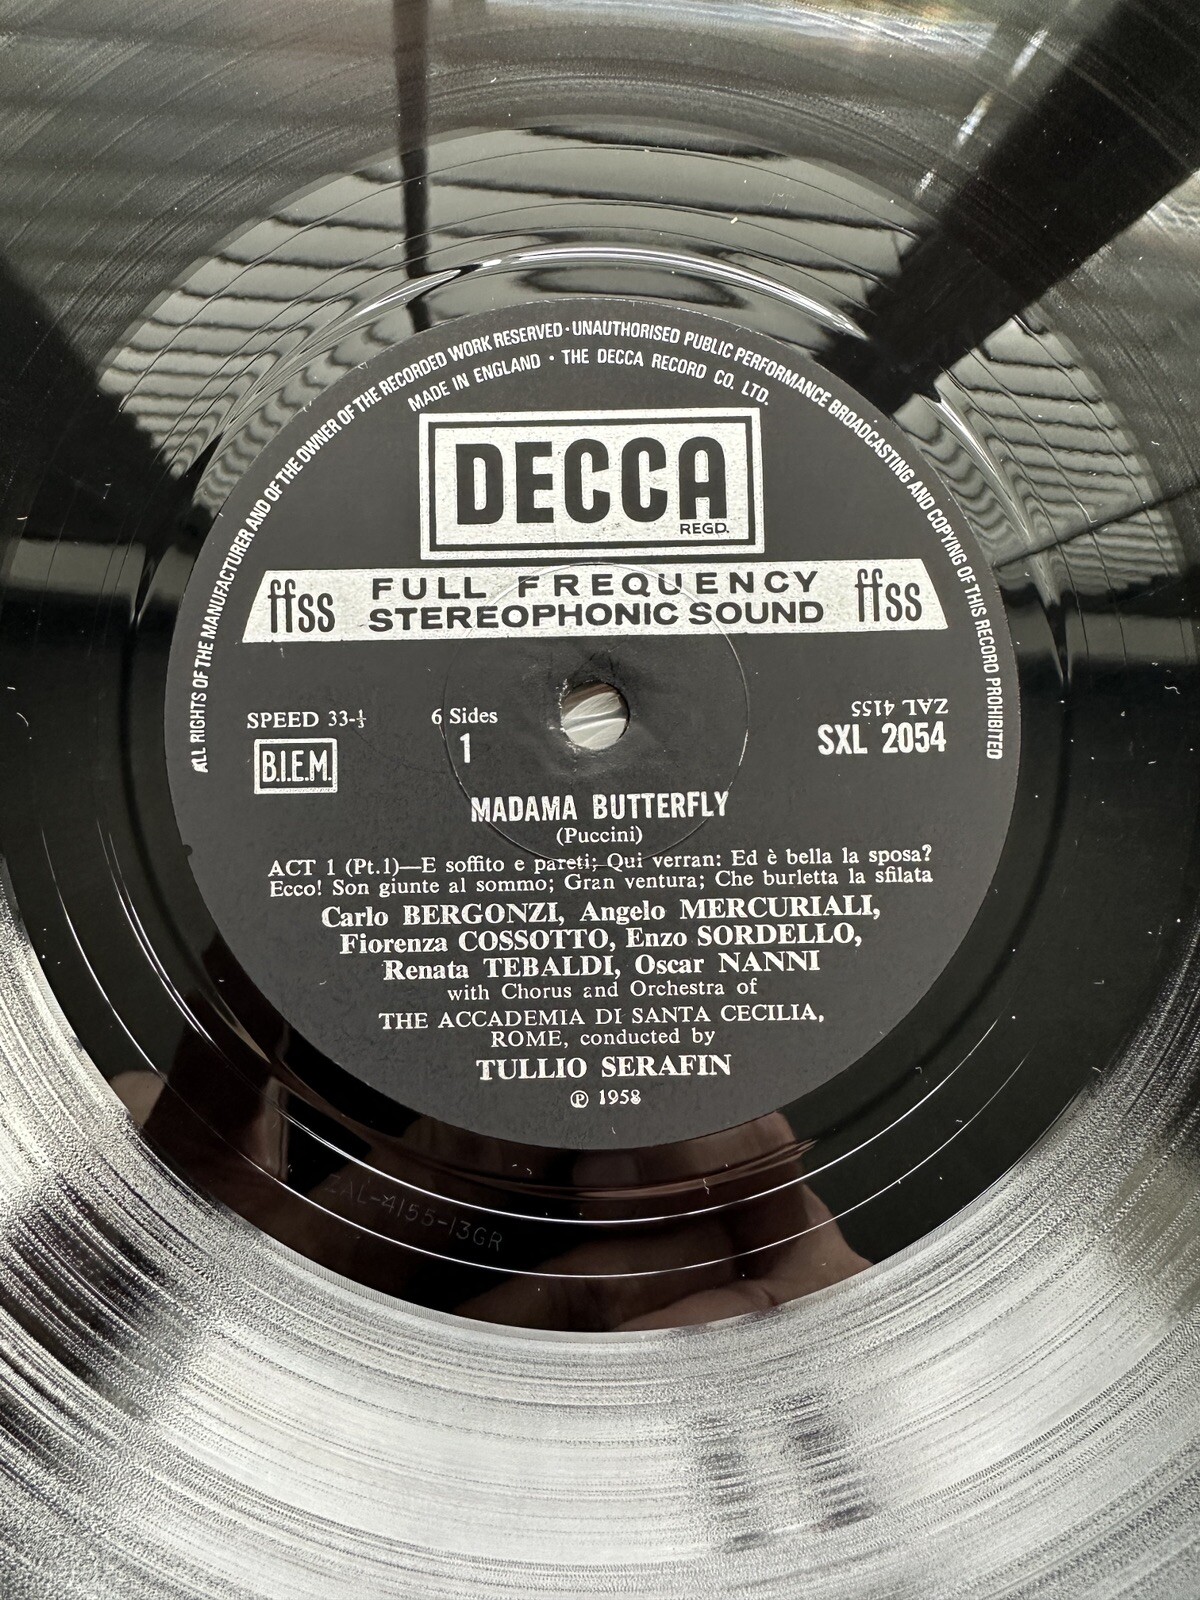 ALL RIGHTS OF THE MANUFACTURER AND OF THE OWNER OF THE RECORDED WORK RESERVED · UNAUTHORISED PUBLIC PERFORMANCE BROADCASTING AND COPYING OF THIS RECORD PROHIBITED
MADE IN ENGLAND · THE DECCA RECORD CO. LTD.
DECCA
REGD.
ffss FULL FREQUENCY STEREOPHONIC SOUND ffss
SPEED 33-⅓
6 Sides
ZAL 4155
B.I.E.M.
1
SXL 2054
MADAMA BUTTERFLY
(Puccini)
ACT 1 (Pt.1)—E soffito e pareti; Qui verran: Ed è bella la sposa?
Ecco! Son giunte al sommo; Gran ventura; Che burletta la sfilata
Carlo BERGONZI, Angelo MERCURIALI,
Fiorenza COSSOTTO, Enzo SORDELLO,
Renata TEBALDI, Oscar NANNI
with Chorus and Orchestra of
THE ACCADEMIA DI SANTA CECILIA,
ROME, conducted by
TULLIO SERAFIN
℗ 1958
ZAL-4155-13GR